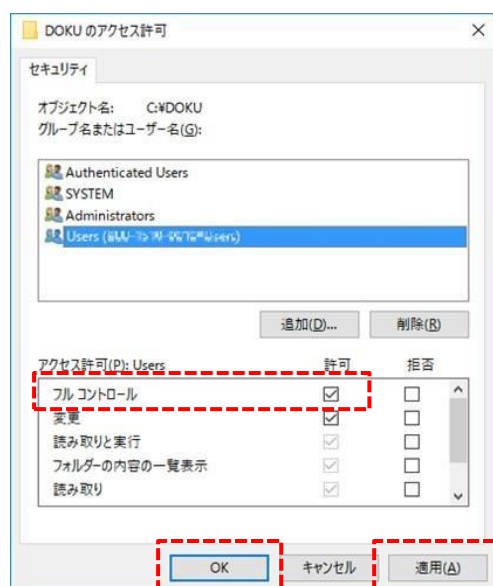 DOKU のアクセス許可
セキュリティ
オブジェクト名: C:¥DOKU
グループ名またはユーザー名(G):
Authenticated Users
SYSTEM
Administrators
Users (
追加(D)... 削除(R)
アクセス許可(P): Users 許可 拒否
フル コントロール
変更
読み取りと実行
フォルダーの内容の一覧表示
読み取り
OK キャンセル 適用(A)